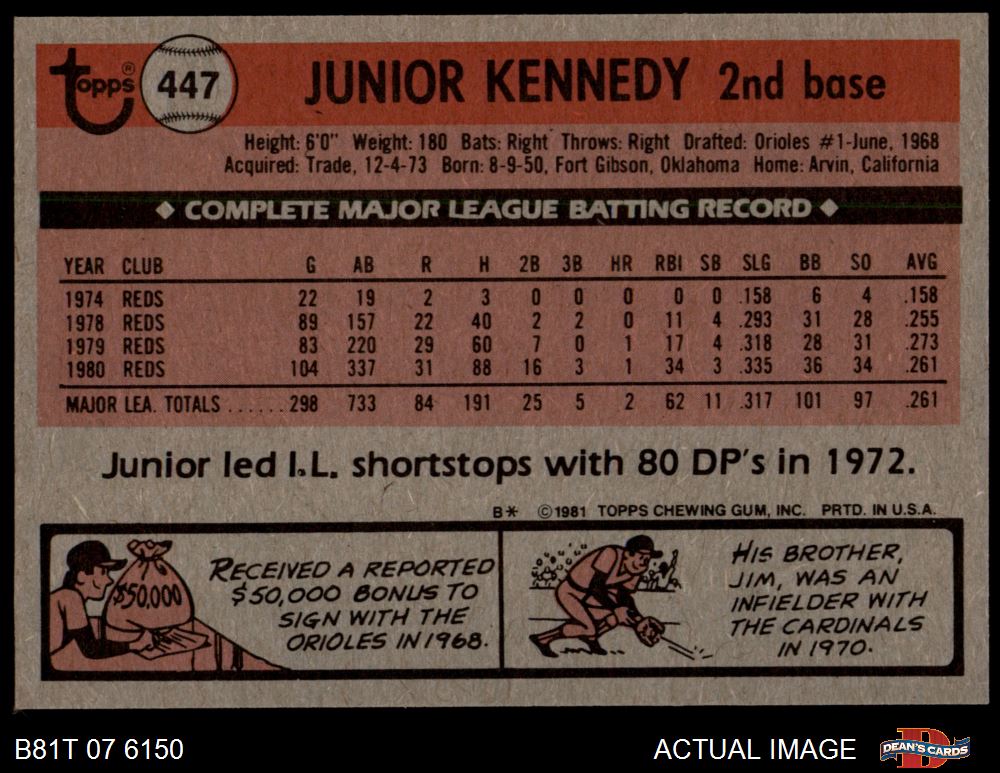 Topps® 447 JUNIOR KENNEDY 2nd base
Height: 6'0" Weight: 180 Bats: Right Throws: Right Drafted: Orioles #1-June, 1968
Acquired: Trade, 12-4-73 Born: 8-9-50, Fort Gibson, Oklahoma Home: Arvin, California
◆ COMPLETE MAJOR LEAGUE BATTING RECORD ◆
YEAR CLUB G AB R H 2B 3B HR RBI SB SLG BB SO AVG
1974 REDS 22 19 2 3 0 0 0 0 0 .158 6 4 .158
1978 REDS 89 157 22 40 2 2 0 11 4 .293 31 28 .255
1979 REDS 83 220 29 60 7 0 1 17 4 .318 28 31 .273
1980 REDS 104 337 31 88 16 3 1 34 3 .335 36 34 .261
MAJOR LEA. TOTALS ...... 298 733 84 191 25 5 2 62 11 .317 101 97 .261
Junior led I.L. shortstops with 80 DP's in 1972.
B* ©1981 TOPPS CHEWING GUM, INC. PRTD. IN U.S.A.
$50,000
RECEIVED A REPORTED
$50,000 BONUS TO
SIGN WITH THE
ORIOLES IN 1968.
HIS BROTHER,
JIM, WAS AN
INFIELDER WITH
THE CARDINALS
IN 1970.
B81T 07 6150 ACTUAL IMAGE DEAN'S CARDS